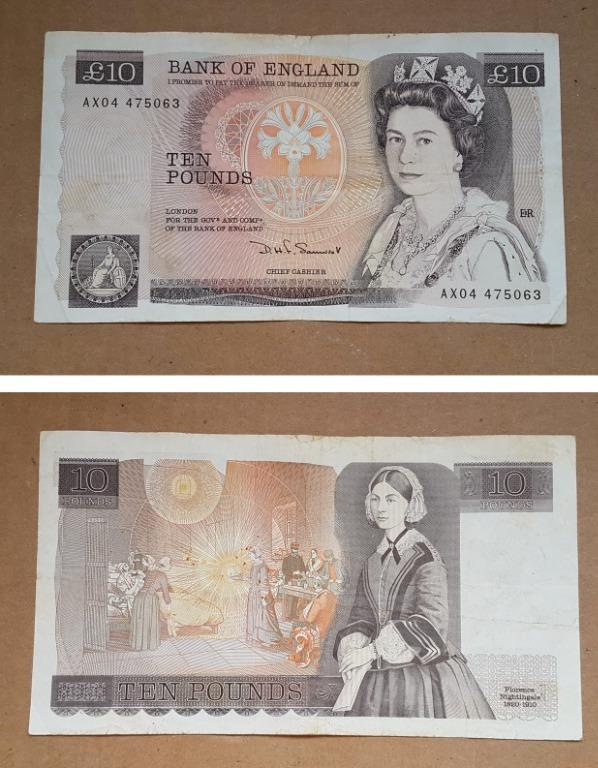 £10
BANK OF ENGLAND
£10
I PROMISE TO PAY THE BEARER ON DEMAND THE SUM OF
AX04 475063
TEN
POUNDS
LONDON
FOR THE GOVR AND COMPA
OF THE BANK OF ENGLAND
EIIR
CHIEF CASHIER
AX04 475063
10
POUNDS
10
POUNDS
TEN POUNDS
Florence
Nightingale
1820-1910